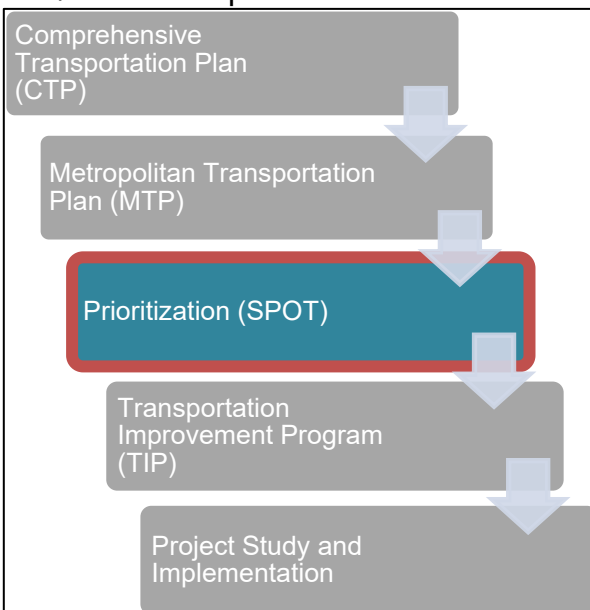 Comprehensive
Transportation Plan
(CTP)
Metropolitan Transportation
Plan (MTP)
Prioritization (SPOT)
Transportation
Improvement Program
(TIP)
Project Study and
Implementation